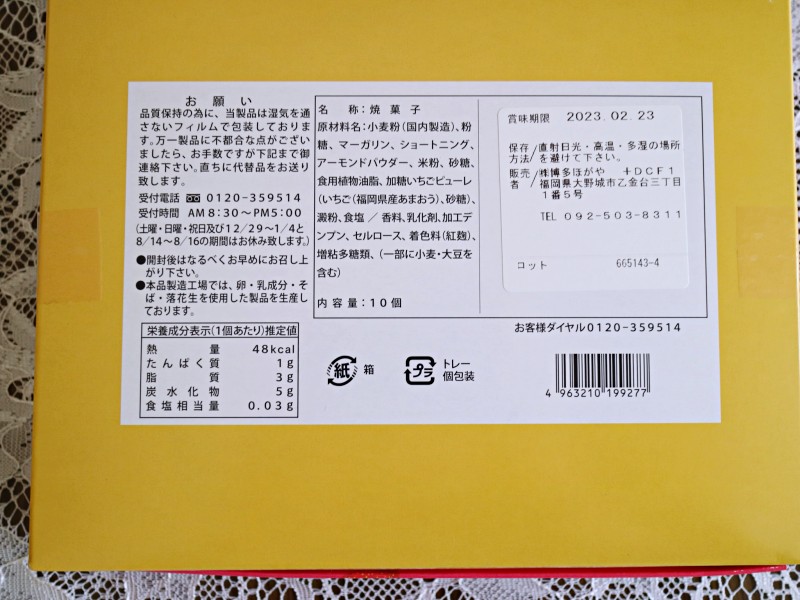 お願い
品質保持の為に、当製品は湿気を通
さないフィルムで包装しておりま
す。万一製品に不都合な点がござい
ましたら、お手数ですが下記まで御
連絡下さい。直ちに代替品をお送り
致します。
受付電話 0120-359514
受付時間 AM8:30~PM5:00
(土曜・日曜・祝日及び12/29~1/4と
8/14~8/16の期間はお休み致します。)
●開封後はなるべくお早めにお召し上
がり下さい。
●本品製造工場では、卵・乳成分・そ
ば・落花生を使用した製品を生産し
ております。
栄養成分表示(1個あたり)推定値
熱量 48kcal
たんぱく質 1g
脂質 3g
炭水化物 5g
食塩相当量 0.03g
名称:焼菓子
原材料名:小麦粉(国内製造)、粉
糖、マーガリン、ショートニング、
アーモンドパウダー、米粉、砂糖、
食用植物油脂、加糖いちごピューレ
(いちご(福岡県産あまおう)、砂糖)、
澱粉、食塩/香料、乳化剤、加工デ
ンプン、セルロース、着色料(紅麹)、
増粘多糖類、(一部に小麦・大豆を
含む)
内容量:10個
賞味期限 2023.02.23
保存方法/直射日光・高温・多湿の場所
を避けて下さい。
販売者/㈱博多ほがや +DCF1
福岡県大野城市乙金台三丁目
1番5号
TEL 092-503-8311
コット 665143-4
お客様ダイヤル0120-359514
紙 箱
プラ トレー
個包装
4 963210 199277